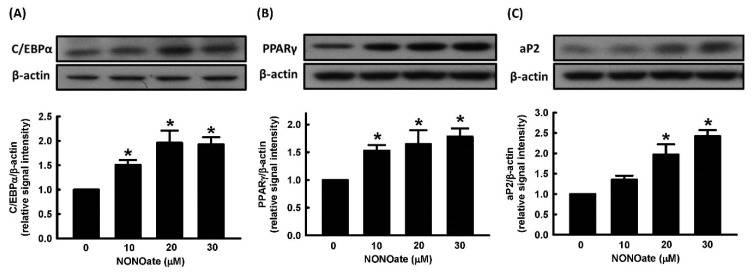 (A)
C/EBPα
β-actin
2.5
2.0
1.5
1.0
0.5
0.0
C/EBPα/β-actin
(relative signal intensity)
* * *
0 10 20 30
NONOate (μM)
(B)
PPARγ
β-actin
2.0
1.5
1.0
0.5
0.0
PPARγ/β-actin
(relative signal intensity)
* * *
0 10 20 30
NONOate (μM)
(C)
aP2
β-actin
3.0
2.5
2.0
1.5
1.0
0.5
0.0
aP2/β-actin
(relative signal intensity)
* *
0 10 20 30
NONOate (μM)